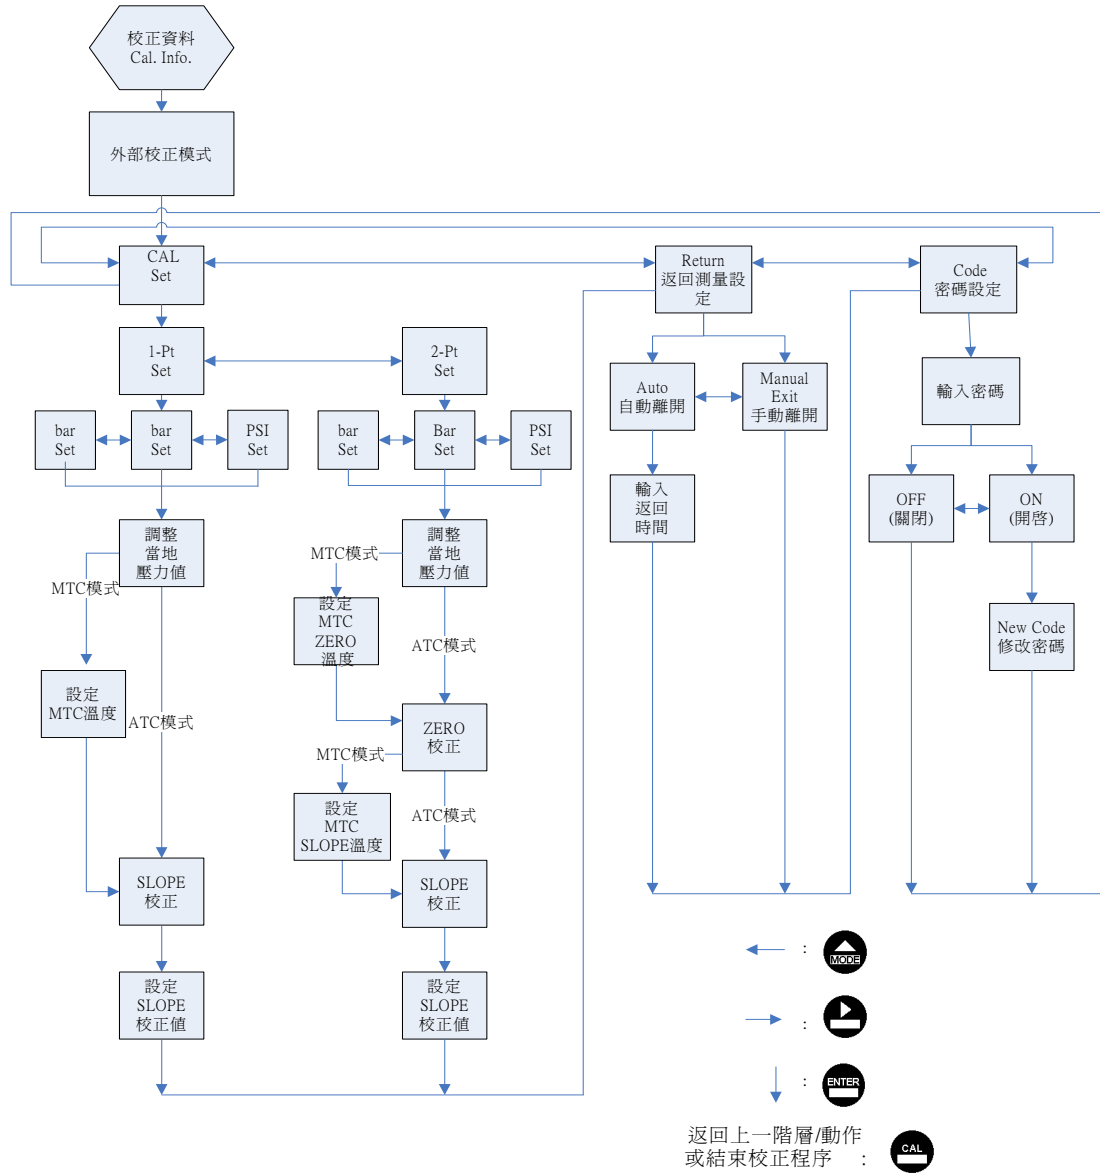 校正資料
Cal. Info.
外部校正模式
CAL
Set
Return
返回測量設
定
Code
密碼設定
1-Pt
Set
2-Pt
Set
Auto
自動離開
Manual
Exit
手動離開
輸入密碼
bar
Set
bar
Set
PSI
Set
bar
Set
Bar
Set
PSI
Set
輸入
返回
時間
OFF
(關閉)
ON
(開啓)
調整
當地
壓力值
MTC模式
調整
當地
壓力值
MTC模式
設定
MTC
ZERO
溫度
ATC模式
New Code
修改密碼
設定
MTC溫度
ATC模式
ZERO
校正
MTC模式
設定
MTC
SLOPE溫度
ATC模式
SLOPE
校正
SLOPE
校正
設定
SLOPE
校正值
設定
SLOPE
校正值
: MODE
:
: ENTER
返回上一階層/動作
或結束校正程序 : CAL